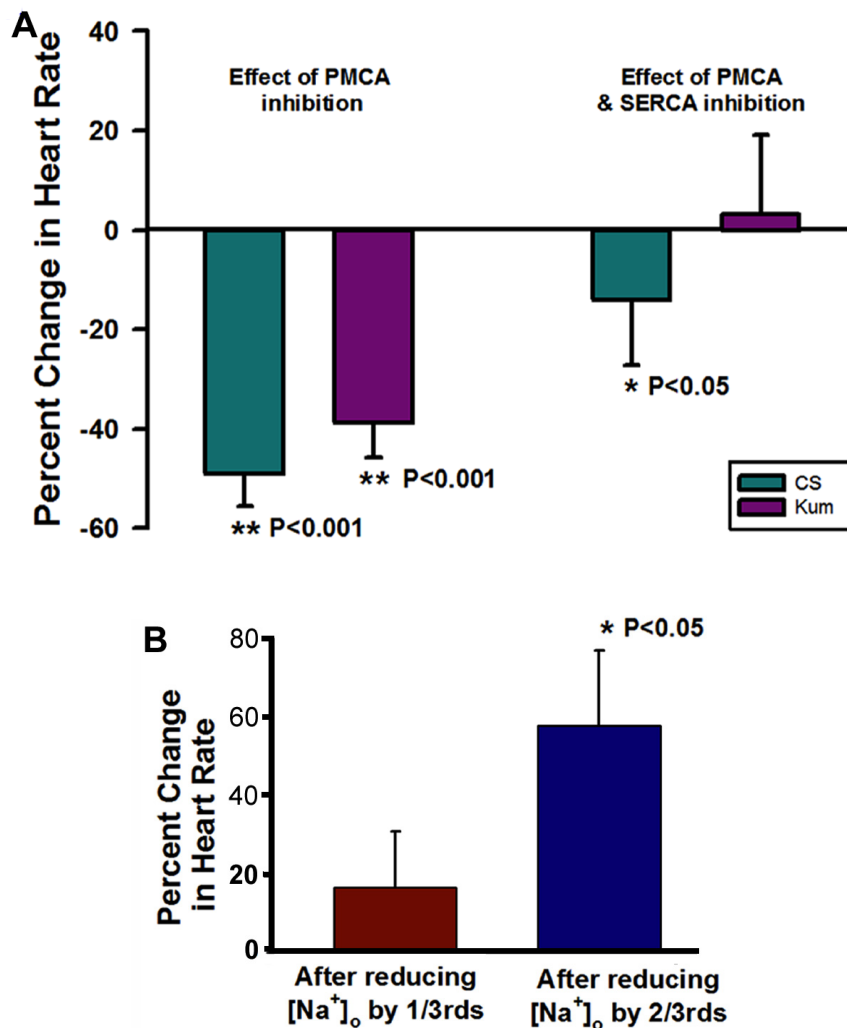 A
Percent Change in Heart Rate
40
20
0
-20
-40
-60
Effect of PMCA
inhibition
Effect of PMCA
& SERCA inhibition
** P<0.001
** P<0.001
* P<0.05
CS
Kum
B
Percent Change
in Heart Rate
80
60
40
20
0
* P<0.05
After reducing
[Na⁺]ₒ by 1/3rds
After reducing
[Na⁺]ₒ by 2/3rds